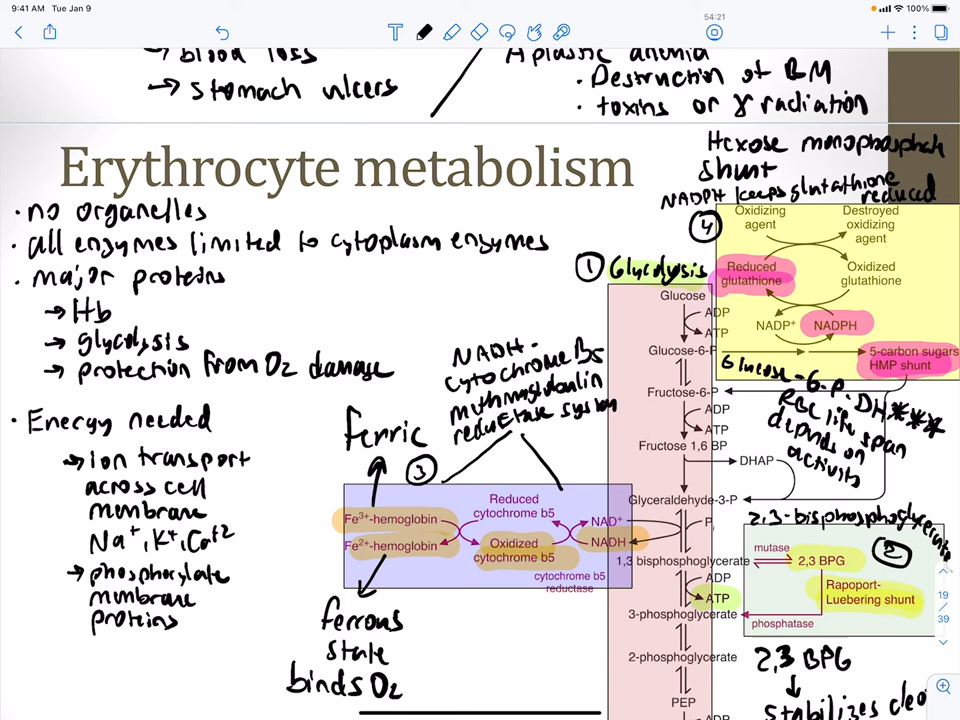 9:41 AM Tue Jan 9
54:21
100%
→ blood loss
→ stomach ulcers
Aplastic anemia
• Destruction of BM
• toxins or γ radiation
Erythrocyte metabolism
• no organelles
• all enzymes limited to cytoplasm enzymes
• major proteins
→ Hb
→ glycolysis
→ protection from O2 damage
• Energy needed
→ ion transport
across cell
membrane
Na+, K+, Ca+2
→ phosphorylate
membrane
proteins
Hexose monophosphate
shunt
NADPH keeps glutathione
reduced
④
Oxidizing
agent
Destroyed
oxidizing
agent
Reduced
glutathione
Oxidized
glutathione
NADP+
NADPH
5-carbon sugars
HMP shunt
Glucose-6-P.DH***
RBC life span
depends on
activity
① Glycolysis
Glucose
ADP
ATP
Glucose-6-P
Fructose-6-P
ADP
ATP
Fructose 1,6 BP
DHAP
Glyceraldehyde-3-P
Pi
1,3 bisphosphoglycerate
ADP
ATP
3-phosphoglycerate
2-phosphoglycerate
PEP
ADP
NADH-
cytochrome B5
reductase system
③
ferric
Fe3+-hemoglobin
Fe2+-hemoglobin
Reduced
cytochrome b5
Oxidized
cytochrome b5
NAD+
NADH
cytochrome b5
reductase
ferrous
state
binds O2
2,3-bisphosphoglycerate
②
mutase
2,3 BPG
Rapoport-
Luebering shunt
phosphatase
2,3 BPG
↓
stabilizes
19
39